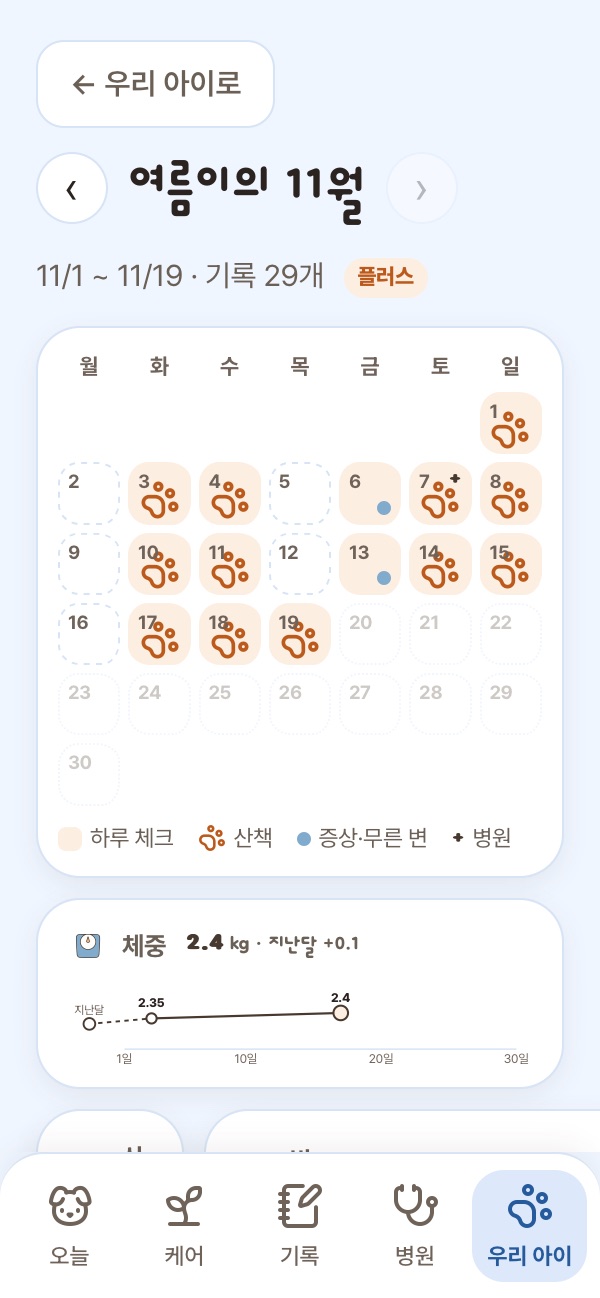 ← 우리 아이로
‹ 여름이의 11월 ›
11/1 ~ 11/19 · 기록 29개 플러스
월 화 수 목 금 토 일
1
2 3 4 5 6 7 8
9 10 11 12 13 14 15
16 17 18 19 20 21 22
23 24 25 26 27 28 29
30
하루 체크 산책 증상·무른 변 병원
체중 2.4 kg · 지난달 +0.1
지난달 2.35 2.4
1일 10일 20일 30일
오늘 케어 기록 병원 우리 아이